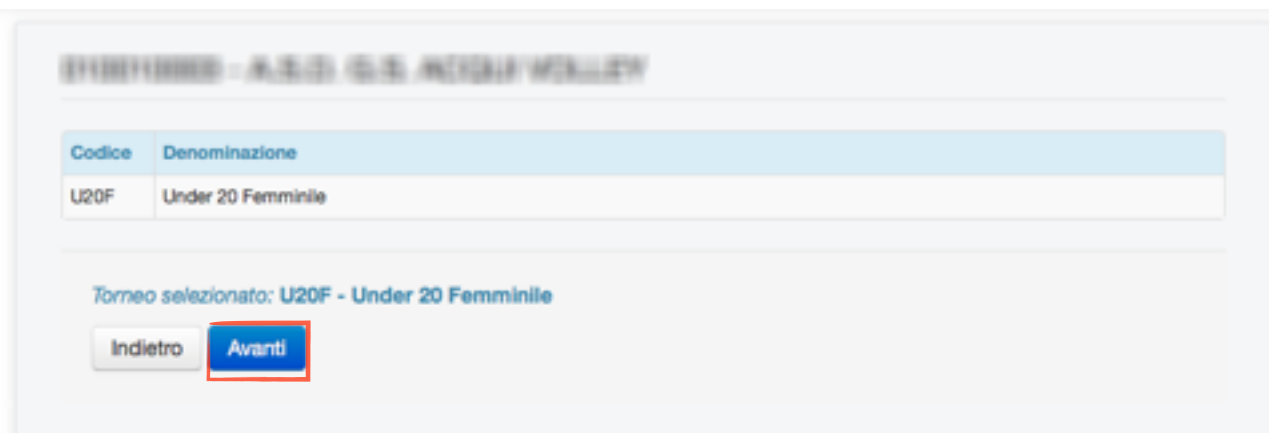 Codice Denominazione
U20F Under 20 Femminile
Torneo selezionato: U20F - Under 20 Femminile
Indietro Avanti